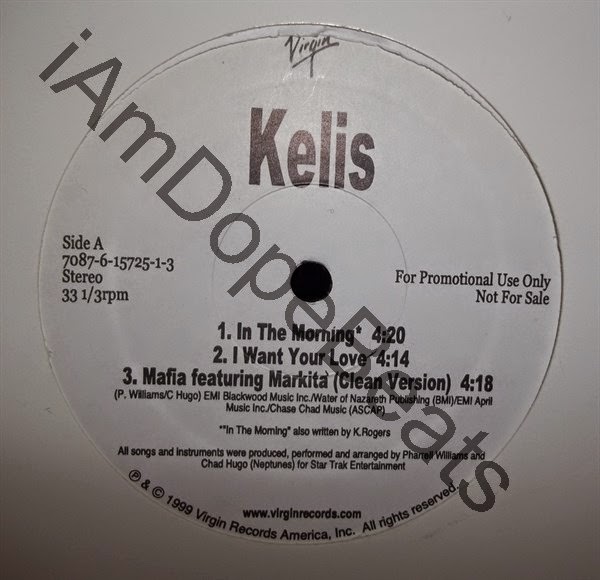 Virgin
Kelis
Side A
7087-6-15725-1-3
Stereo
33 1/3rpm
For Promotional Use Only
Not For Sale
1. In The Morning* 4:20
2. I Want Your Love 4:14
3. Mafia featuring Markita (Clean Version) 4:18
(P. Williams/C Hugo) EMI Blackwood Music Inc./Water of Nazareth Publishing (BMI)/EMI April
Music Inc./Chase Chad Music (ASCAP)
*"In The Morning" also written by K.Rogers
All songs and instruments were produced, performed and arranged by Pharrell Williams and
Chad Hugo (Neptunes) for Star Trak Entertainment
www.virginrecords.com
℗ & © 1999 Virgin Records America, Inc. All rights reserved.
iAmDopeBeats